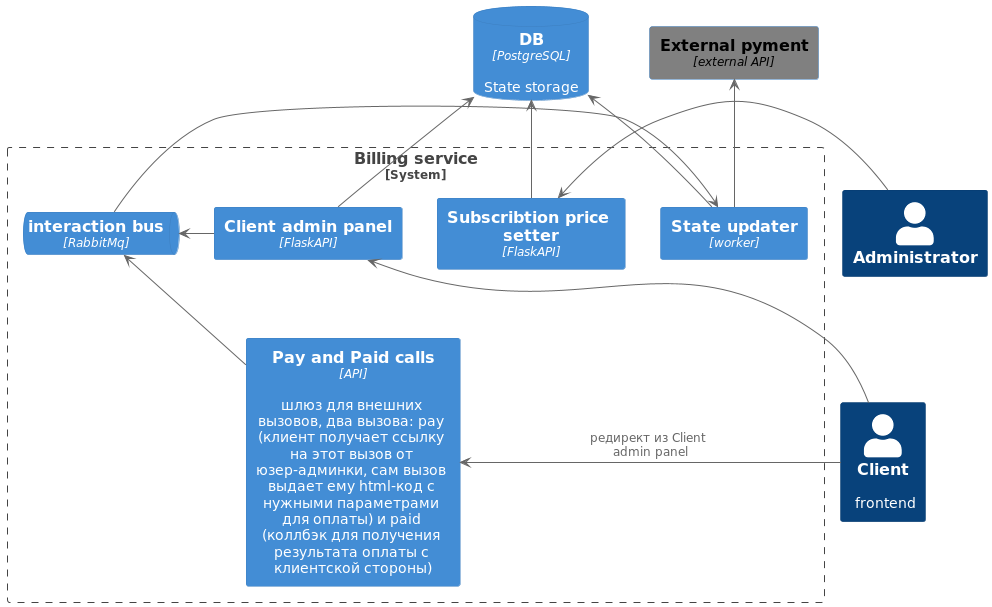 DB
[PostgreSQL]
State storage
External pyment
[external API]
Billing service
[System]
interaction bus
[RabbitMq]
Client admin panel
[FlaskAPI]
Subscribtion price
setter
[FlaskAPI]
State updater
[worker]
Administrator
Pay and Paid calls
[API]
шлюз для внешних
вызовов, два вызова: pay
(клиент получает ссылку
на этот вызов от
юзер-админки, сам вызов
выдает ему html-код с
нужными параметрами
для оплаты) и paid
(коллбэк для получения
результата оплаты с
клиентской стороны)
редирект из Client
admin panel
Client
frontend